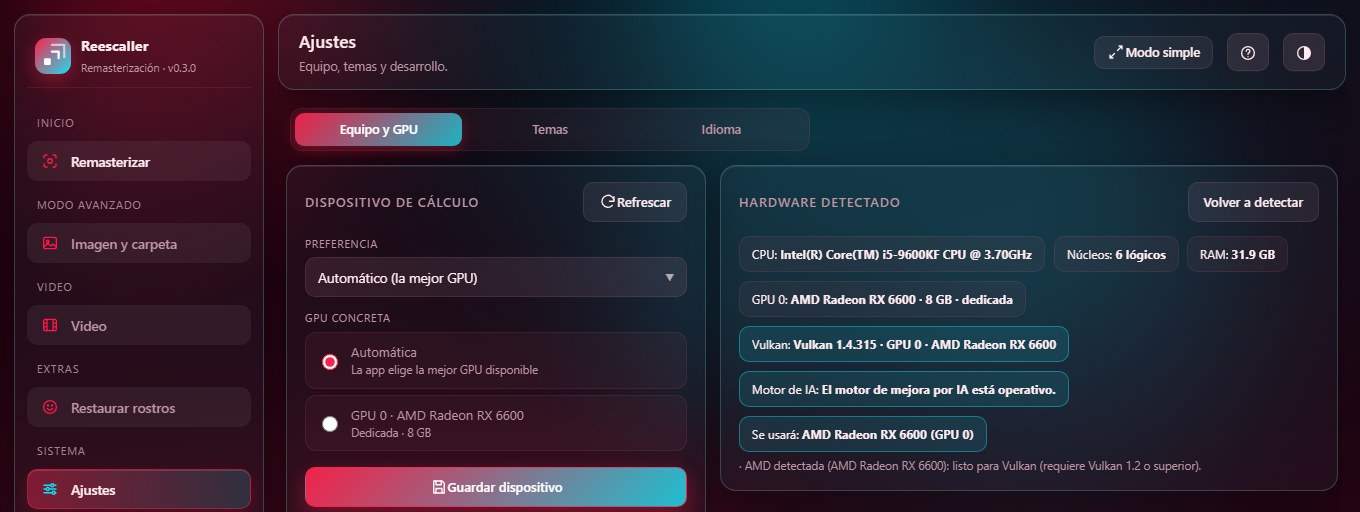 Reescaller
Remasterización · v0.3.0
INICIO
Remasterizar
MODO AVANZADO
Imagen y carpeta
VIDEO
Video
EXTRAS
Restaurar rostros
SISTEMA
Ajustes
Ajustes
Equipo, temas y desarrollo.
Modo simple
Equipo y GPU
Temas
Idioma
DISPOSITIVO DE CÁLCULO
Refrescar
PREFERENCIA
Automático (la mejor GPU)
GPU CONCRETA
Automática
La app elige la mejor GPU disponible
GPU 0 · AMD Radeon RX 6600
Dedicada · 8 GB
Guardar dispositivo
HARDWARE DETECTADO
Volver a detectar
CPU: Intel(R) Core(TM) i5-9600KF CPU @ 3.70GHz
Núcleos: 6 lógicos
RAM: 31.9 GB
GPU 0: AMD Radeon RX 6600 · 8 GB · dedicada
Vulkan: Vulkan 1.4.315 · GPU 0 · AMD Radeon RX 6600
Motor de IA: El motor de mejora por IA está operativo.
Se usará: AMD Radeon RX 6600 (GPU 0)
· AMD detectada (AMD Radeon RX 6600): listo para Vulkan (requiere Vulkan 1.2 o superior).